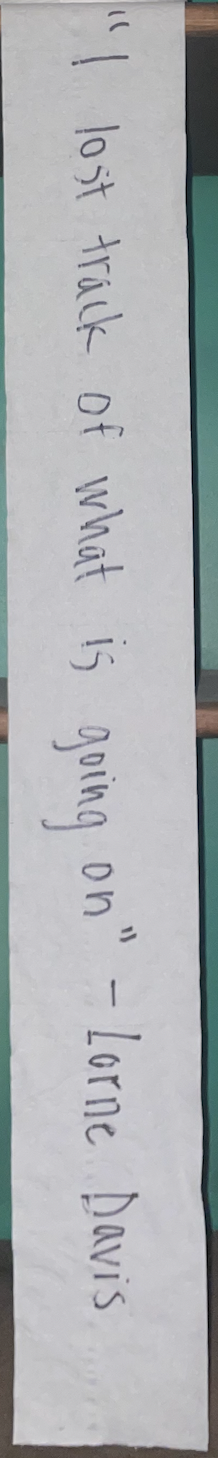 "I lost track of what is going on" - Lorne Davis